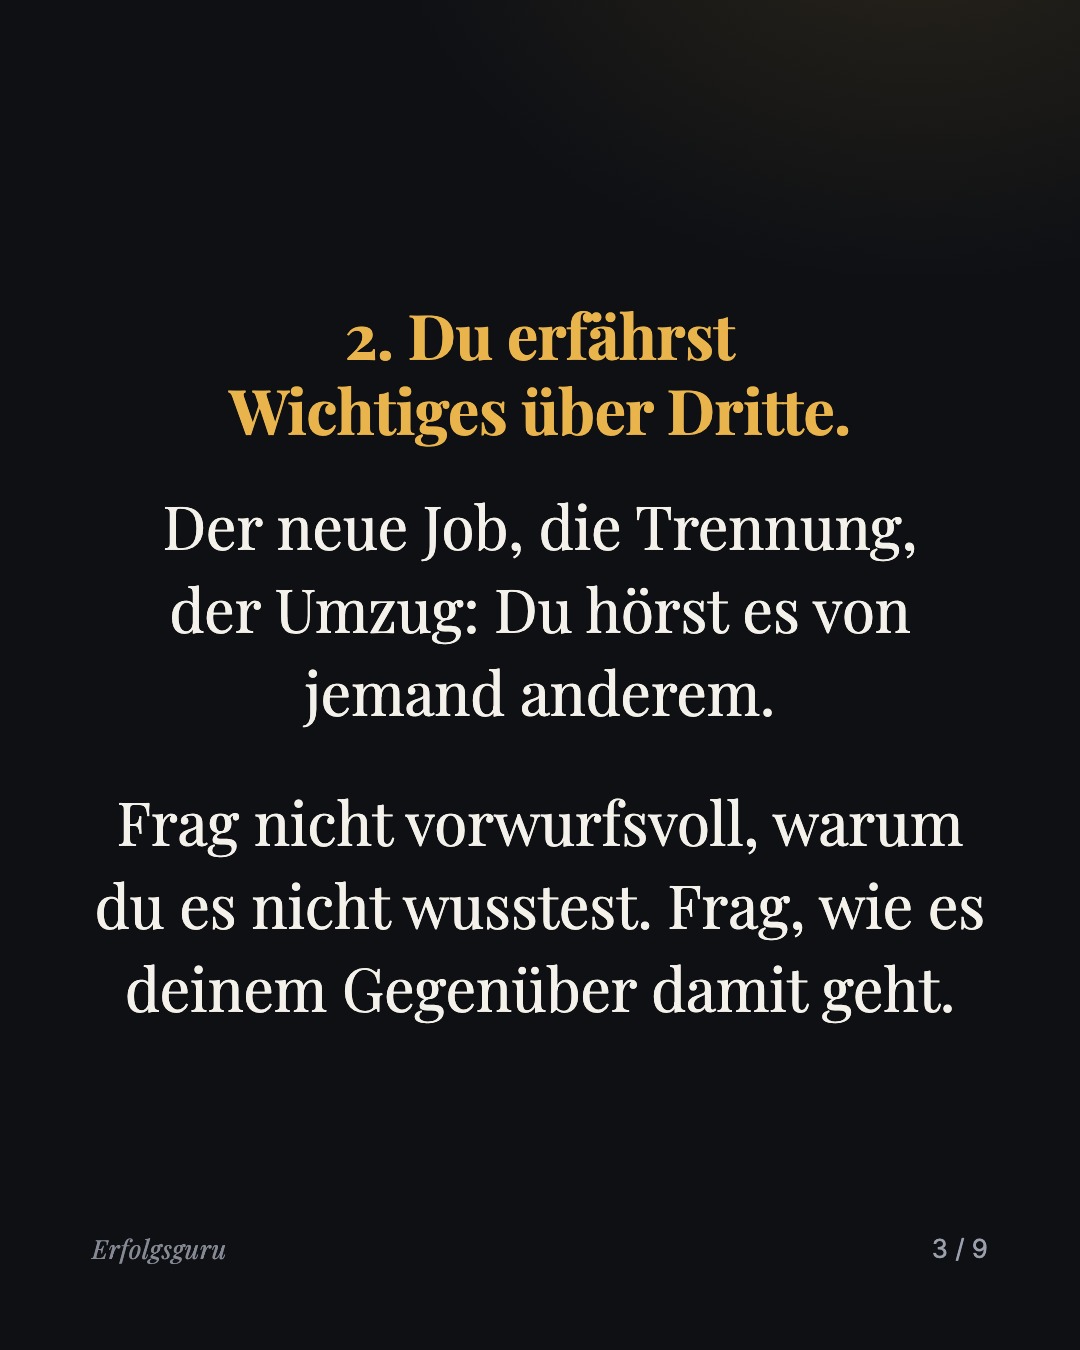 2. Du erfährst
Wichtiges über Dritte.
Der neue Job, die Trennung,
der Umzug: Du hörst es von
jemand anderem.
Frag nicht vorwurfsvoll, warum
du es nicht wusstest. Frag, wie es
deinem Gegenüber damit geht.
Erfolgsguru
3 / 9